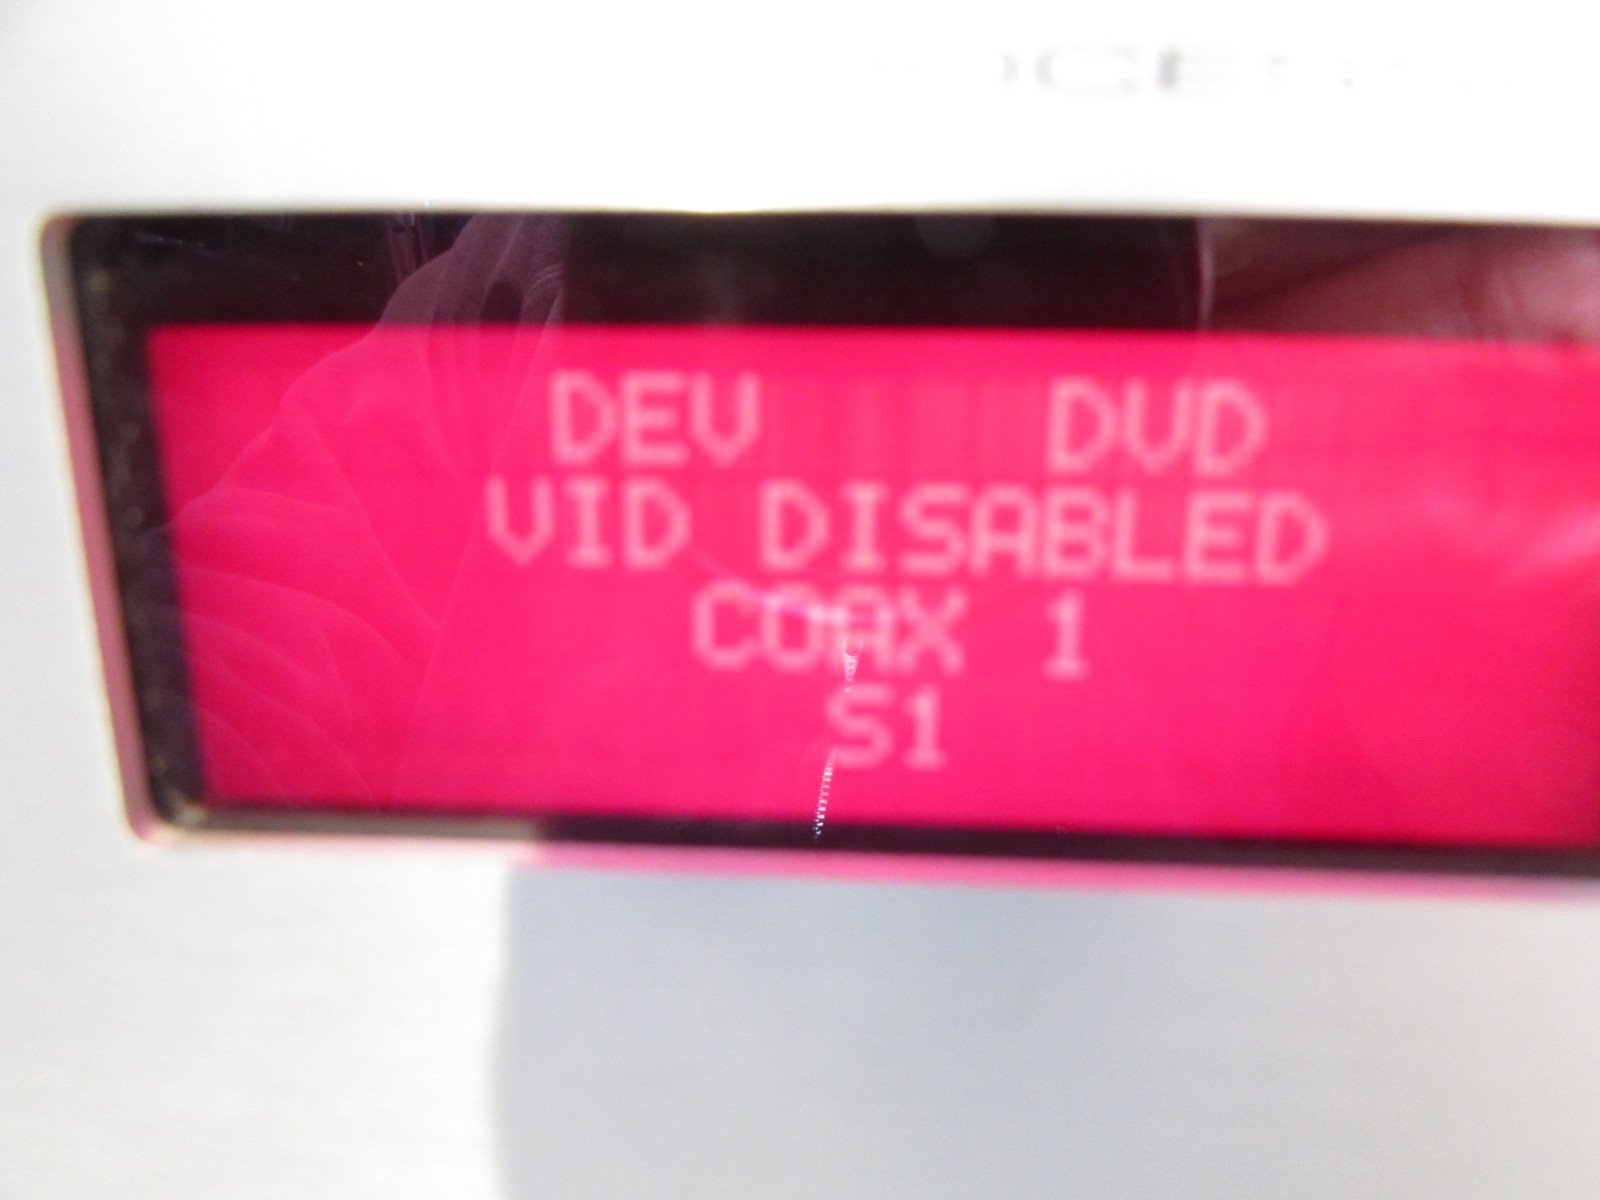 DEV DVD
VID DISABLED
COAX 1
S1